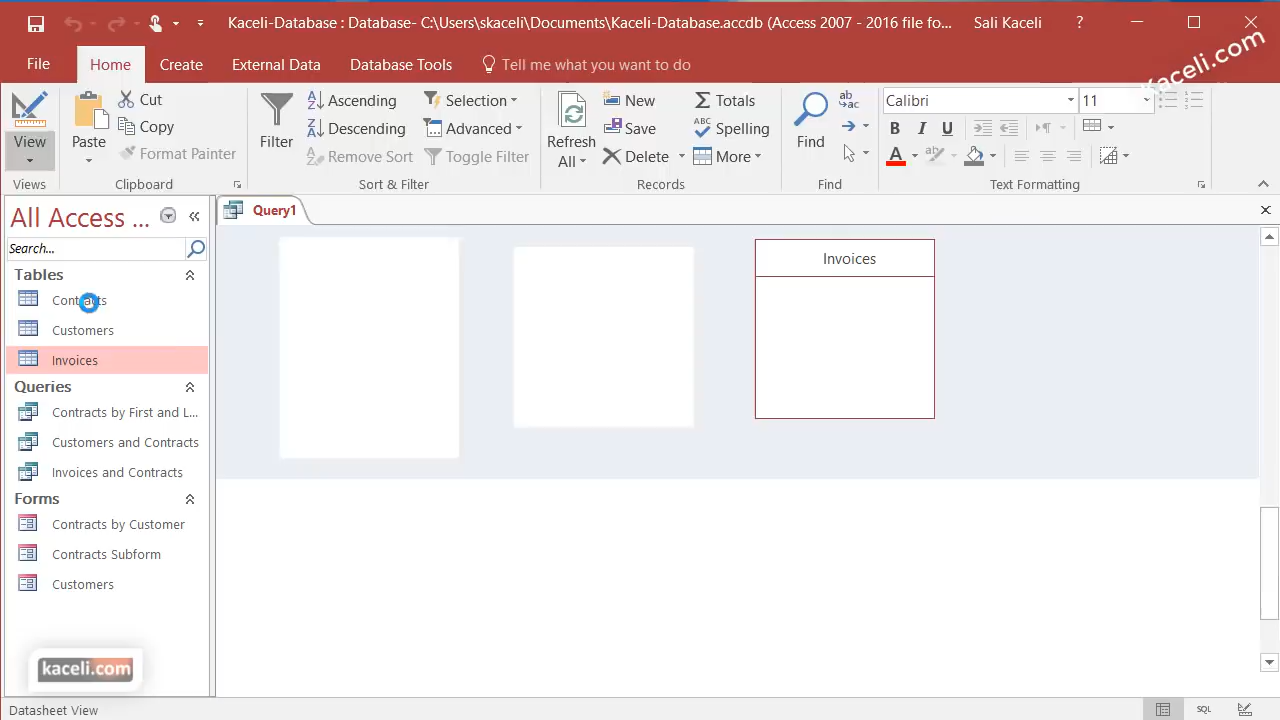 Kaceli-Database : Database- C:\Users\skaceli\Documents\Kaceli-Database.accdb (Access 2007 - 2016 file fo...
Sali Kaceli
?
Kaceli.com
File
Home
Create
External Data
Database Tools
Tell me what you want to do
View
Paste
Cut
Copy
Format Painter
Filter
Ascending
Descending
Remove Sort
Selection
Advanced
Toggle Filter
Refresh
All
New
Save
Delete
Totals
Spelling
More
Find
Calibri
11
B
I
U
Views
Clipboard
Sort & Filter
Records
Find
Text Formatting
All Access ...
Search...
Query1
Tables
Contracts
Customers
Invoices
Queries
Contracts by First and L...
Customers and Contracts
Invoices and Contracts
Forms
Contracts by Customer
Contracts Subform
Customers
Invoices
kaceli.com
Datasheet View
SQL